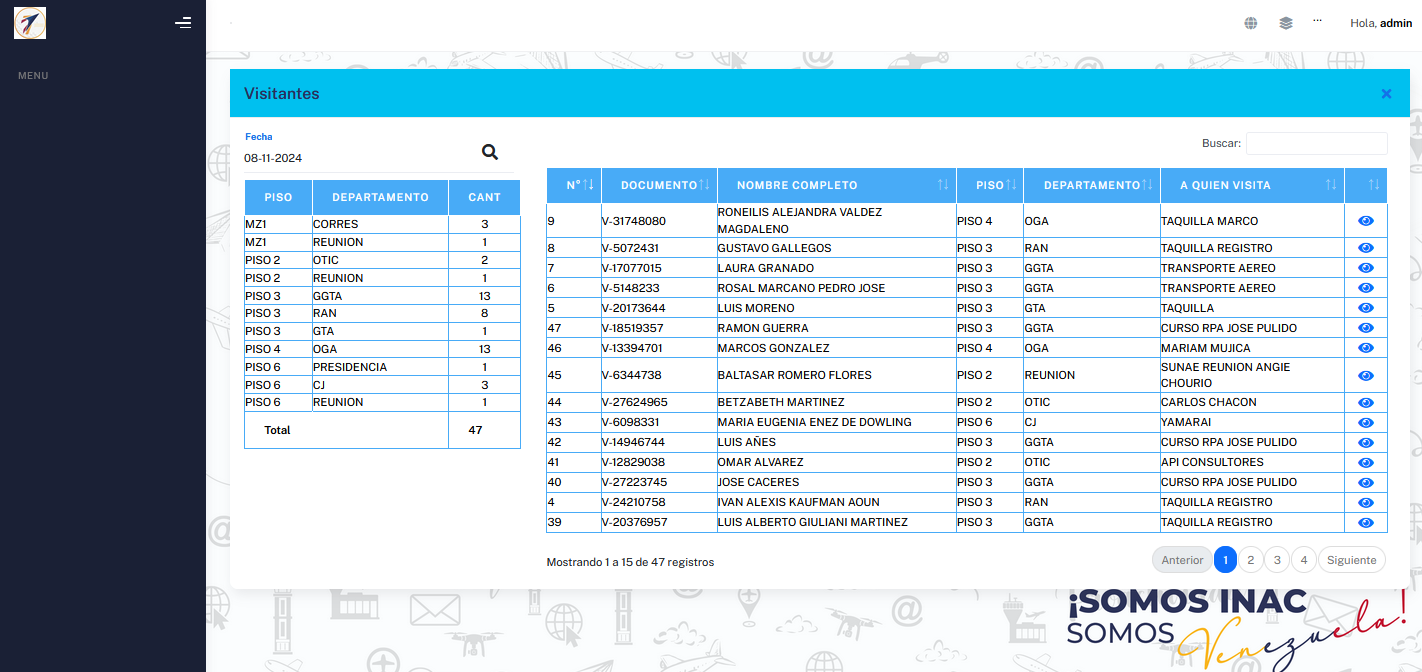 MENU
Hola, admin
Visitantes
Fecha
08-11-2024
Buscar:
PISO DEPARTAMENTO CANT
MZ1 CORRES 3
MZ1 REUNION 1
PISO 2 OTIC 2
PISO 2 REUNION 1
PISO 3 GGTA 13
PISO 3 RAN 8
PISO 3 GTA 1
PISO 4 OGA 13
PISO 6 PRESIDENCIA 1
PISO 6 CJ 3
PISO 6 REUNION 1
Total 47
N° DOCUMENTO NOMBRE COMPLETO PISO DEPARTAMENTO A QUIEN VISITA
9 V-31748080 RONEILIS ALEJANDRA VALDEZ MAGDALENO PISO 4 OGA TAQUILLA MARCO
8 V-5072431 GUSTAVO GALLEGOS PISO 3 RAN TAQUILLA REGISTRO
7 V-17077015 LAURA GRANADO PISO 3 GGTA TRANSPORTE AEREO
6 V-5148233 ROSAL MARCANO PEDRO JOSE PISO 3 GGTA TRANSPORTE AEREO
5 V-20173644 LUIS MORENO PISO 3 GTA TAQUILLA
47 V-18519357 RAMON GUERRA PISO 3 GGTA CURSO RPA JOSE PULIDO
46 V-13394701 MARCOS GONZALEZ PISO 4 OGA MARIAM MUJICA
45 V-6344738 BALTASAR ROMERO FLORES PISO 2 REUNION SUNAE REUNION ANGIE CHOURIO
44 V-27624965 BETZABETH MARTINEZ PISO 2 OTIC CARLOS CHACON
43 V-6098331 MARIA EUGENIA ENEZ DE DOWLING PISO 6 CJ YAMARAI
42 V-14946744 LUIS AÑES PISO 3 GGTA CURSO RPA JOSE PULIDO
41 V-12829038 OMAR ALVAREZ PISO 2 OTIC API CONSULTORES
40 V-27223745 JOSE CACERES PISO 3 GGTA CURSO RPA JOSE PULIDO
4 V-24210758 IVAN ALEXIS KAUFMAN AOUN PISO 3 RAN TAQUILLA REGISTRO
39 V-20376957 LUIS ALBERTO GIULIANI MARTINEZ PISO 3 GGTA TAQUILLA REGISTRO
Mostrando 1 a 15 de 47 registros
Anterior 1 2 3 4 Siguiente
¡SOMOS INAC
SOMOS Venezuela!